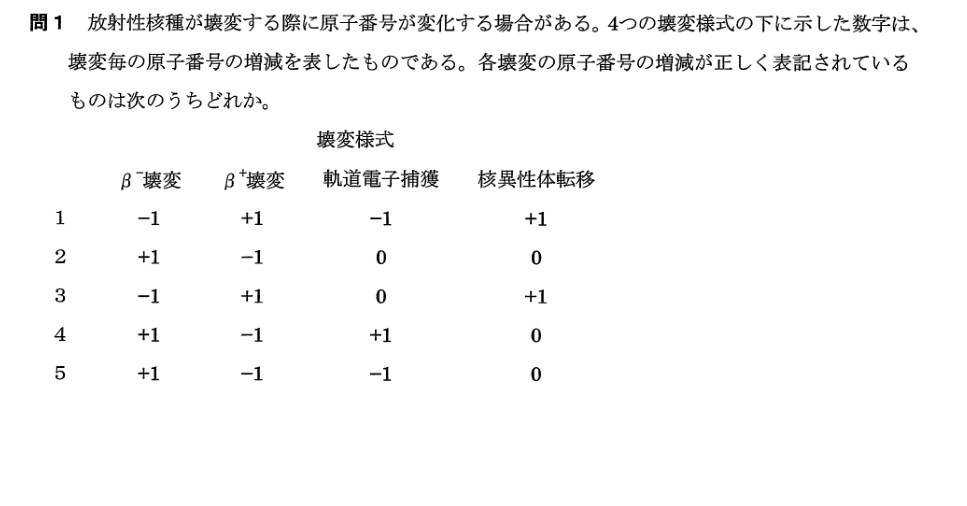 問1 放射性核種が壊変する際に原子番号が変化する場合がある。4つの壊変様式の下に示した数字は、
壊変毎の原子番号の増減を表したものである。各壊変の原子番号の増減が正しく表記されている
ものは次のうちどれか。
壊変様式
β⁻壊変 β⁺壊変 軌道電子捕獲 核異性体転移
1 −1 +1 −1 +1
2 +1 −1 0 0
3 −1 +1 0 +1
4 +1 −1 +1 0
5 +1 −1 −1 0